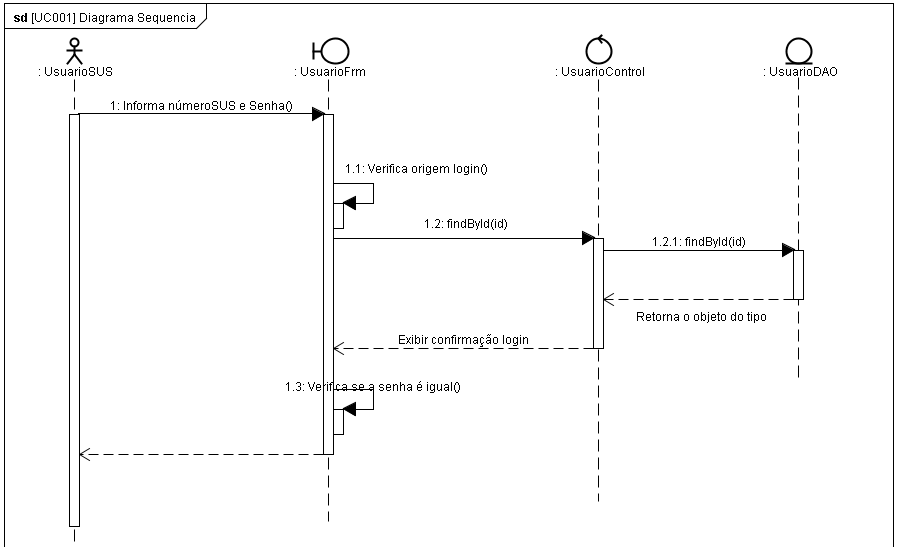 sd [UC001] Diagrama Sequencia
: UsuarioSUS
: UsuarioFrm
: UsuarioControl
: UsuarioDAO
1: Informa númeroSUS e Senha()
1.1: Verifica origem login()
1.2: findById(id)
1.2.1: findById(id)
Retorna o objeto do tipo
Exibir confirmação login
1.3: Verifica se a senha é igual()